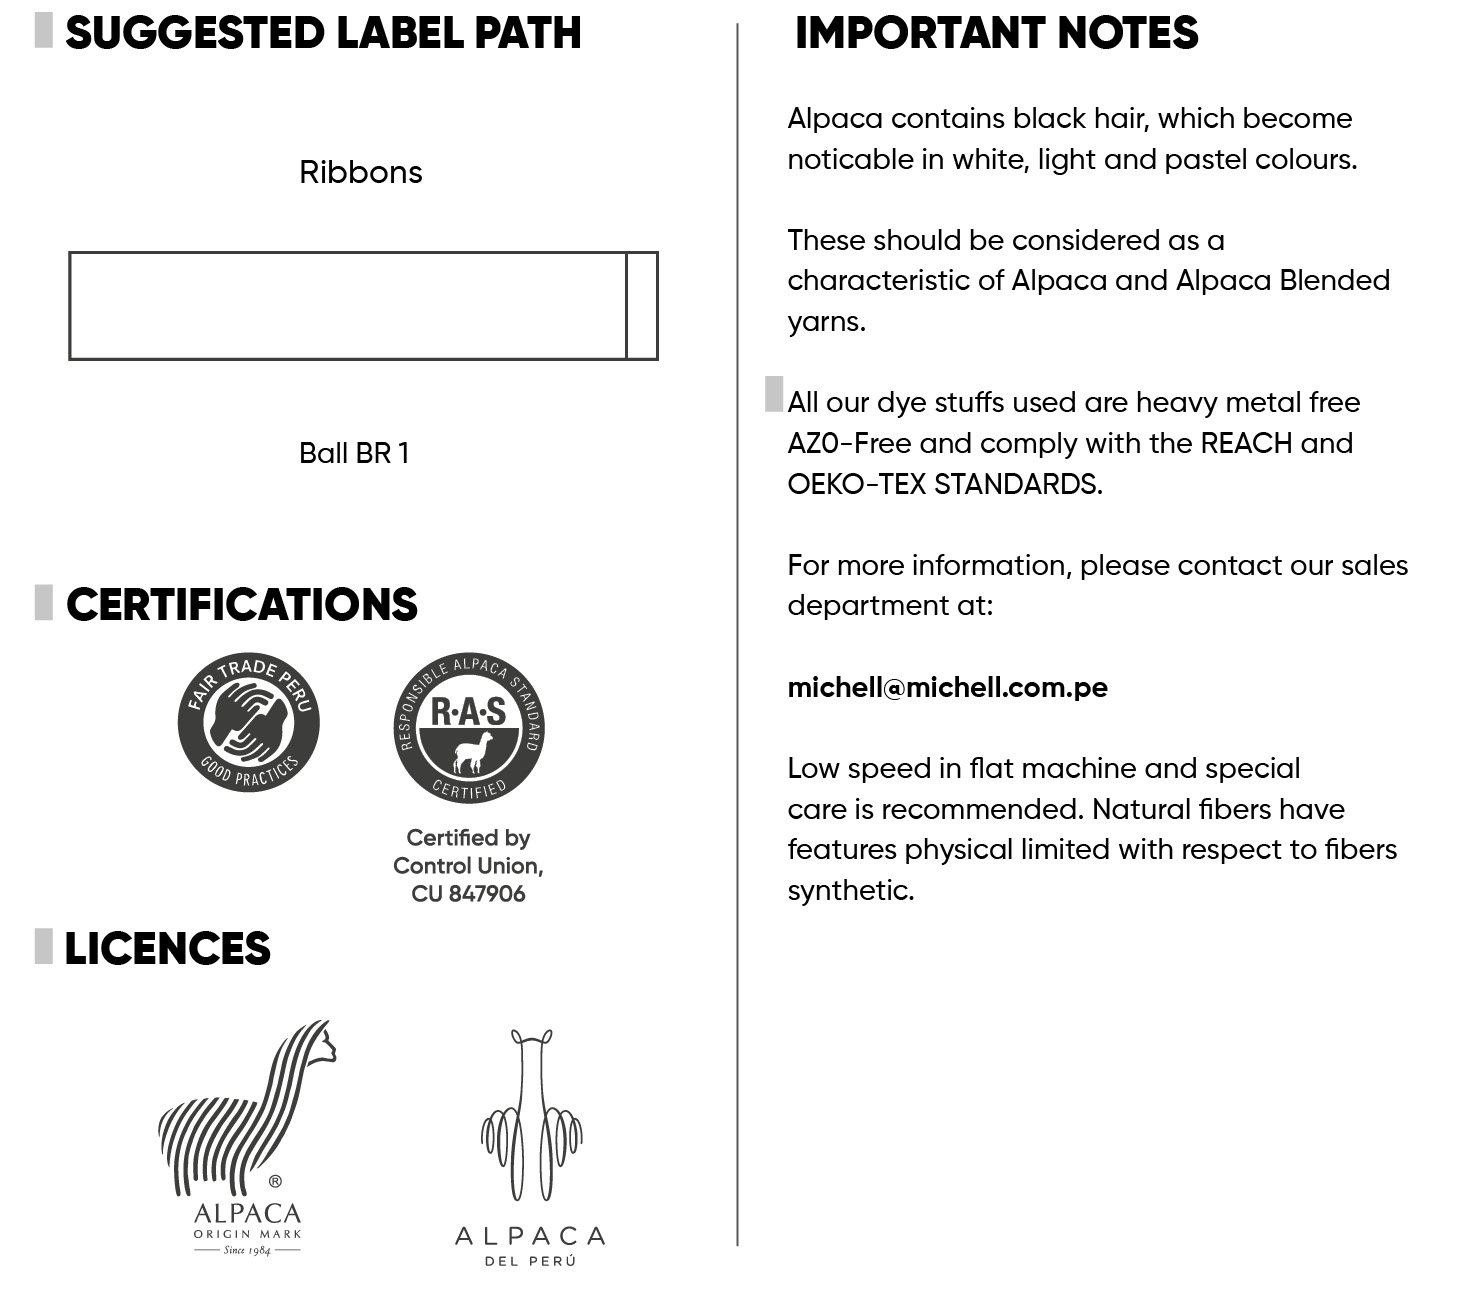 SUGGESTED LABEL PATH
Ribbons
Ball BR 1
CERTIFICATIONS
FAIR TRADE PERU
GOOD PRACTICES
RESPONSIBLE ALPACA STANDARD
R·A·S
CERTIFIED
Certified by
Control Union,
CU 847906
LICENCES
®
ALPACA
ORIGIN MARK
Since 1984
ALPACA
DEL PERÚ
IMPORTANT NOTES
Alpaca contains black hair, which become
noticable in white, light and pastel colours.
These should be considered as a
characteristic of Alpaca and Alpaca Blended
yarns.
All our dye stuffs used are heavy metal free
AZ0-Free and comply with the REACH and
OEKO-TEX STANDARDS.
For more information, please contact our sales
department at:
michell@michell.com.pe
Low speed in flat machine and special
care is recommended. Natural fibers have
features physical limited with respect to fibers
synthetic.